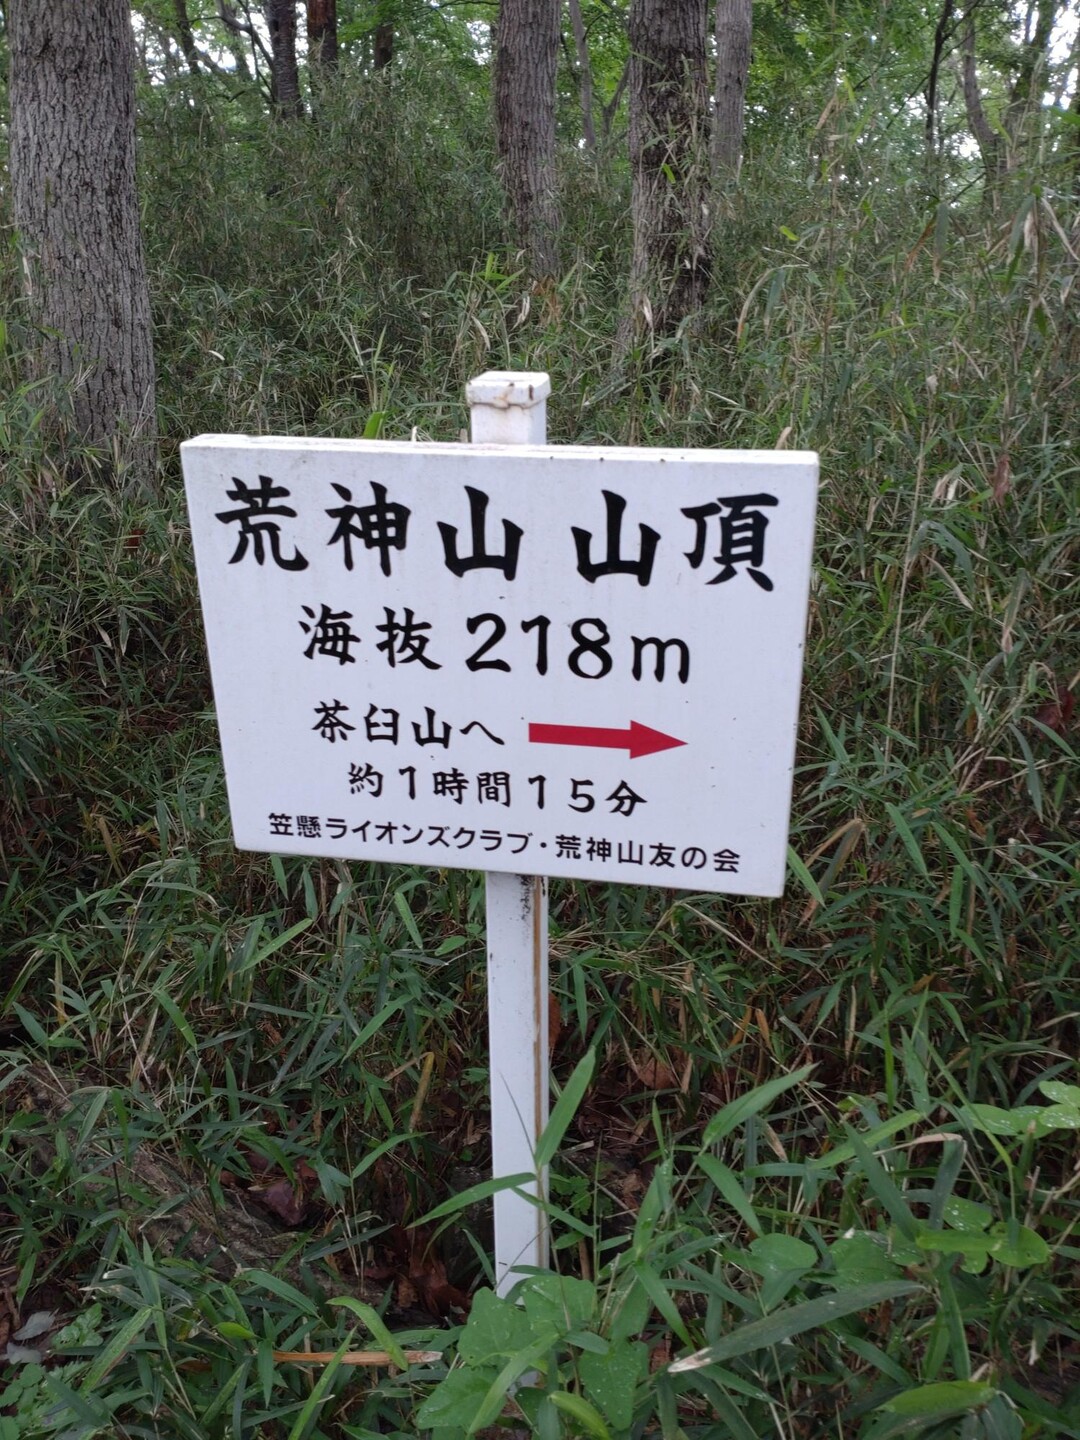 荒神山 山頂
海抜218m
茶臼山へ
約1時間15分
笠懸ライオンズクラブ・荒神山友の会